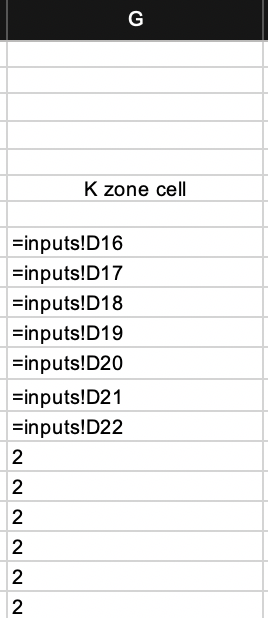 G
K zone cell
=inputs!D16
=inputs!D17
=inputs!D18
=inputs!D19
=inputs!D20
=inputs!D21
=inputs!D22
2
2
2
2
2
2